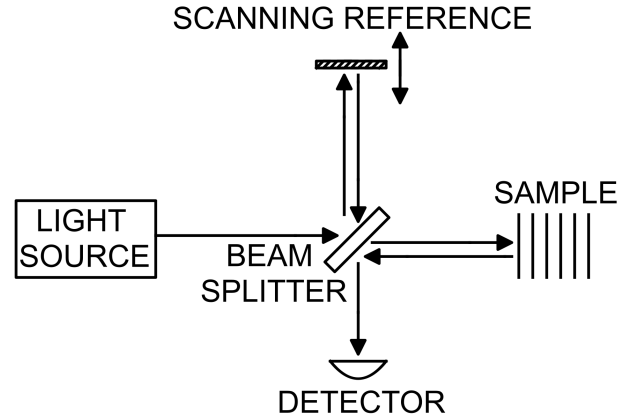 SCANNING REFERENCE
SAMPLE
LIGHT
SOURCE
BEAM
SPLITTER
DETECTOR